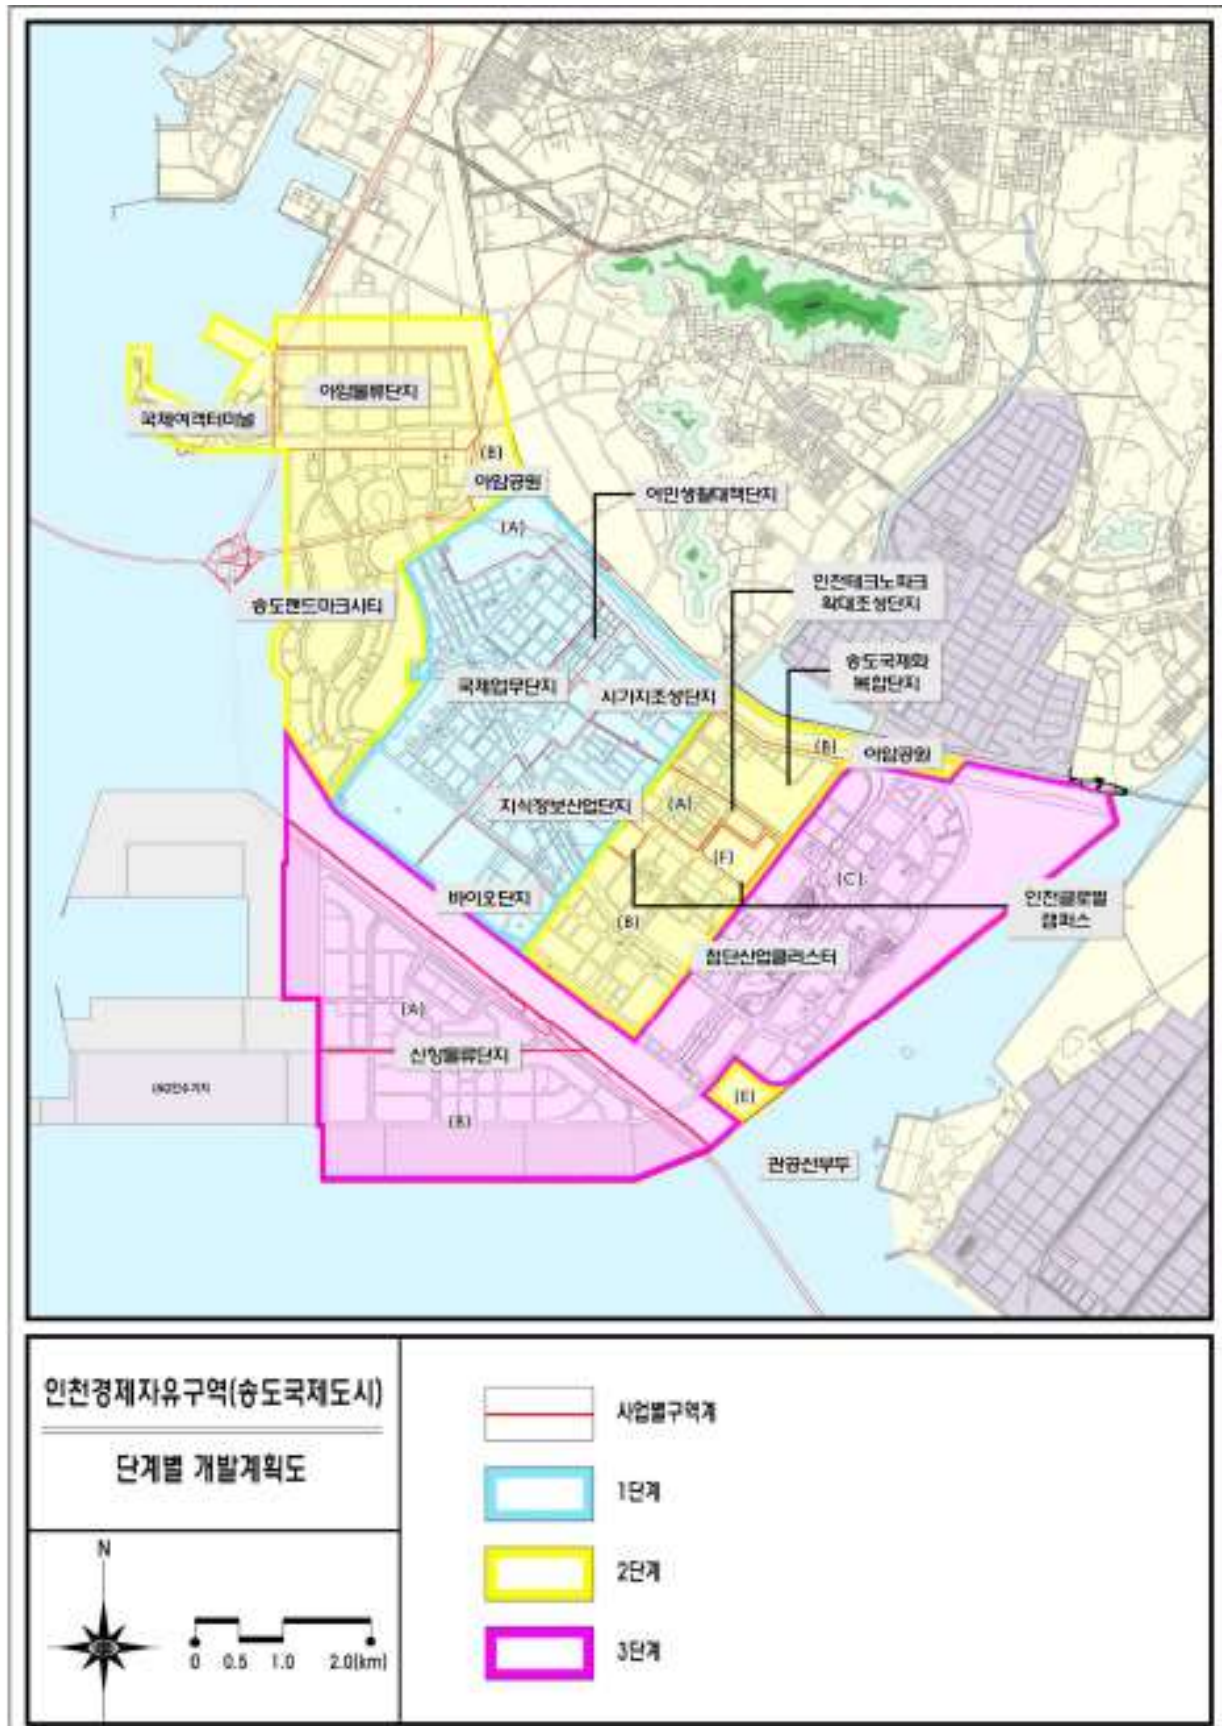 아암물류단지
국제여객터미널
(B)
아암공원
어민생활대책단지
(A)
인천테크노파크
확대조성단지
송도랜드마크시티
송도국제화
복합단지
국제업무단지
시가지조성단지
(B)
아암공원
지식정보산업단지
(A)
(F)
(C)
바이오단지
인천글로벌
캠퍼스
(B)
첨단산업클러스터
(A)
신항물류단지
LNG인수기지
(E)
(B)
관공선부두
인천경제자유구역(송도국제도시)
단계별 개발계획도
사업별구역계
1단계
2단계
3단계
N
0 0.5 1.0 2.0(km)